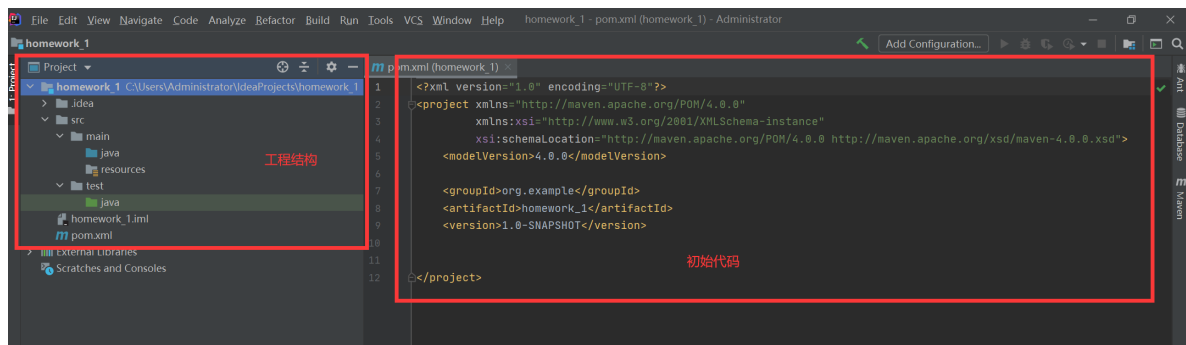 File Edit View Navigate Code Analyze Refactor Build Run Tools VCS Window Help homework_1 - pom.xml (homework_1) - Administrator
homework_1
Add Configuration...
Project
pom.xml (homework_1)
1: Project
homework_1 C:\Users\Administrator\IdeaProjects\homework_1
.idea
src
main
java
resources
test
java
homework_1.iml
pom.xml
External Libraries
Scratches and Consoles
工程结构
1 <?xml version="1.0" encoding="UTF-8"?>
2 <project xmlns="http://maven.apache.org/POM/4.0.0"
3 xmlns:xsi="http://www.w3.org/2001/XMLSchema-instance"
4 xsi:schemaLocation="http://maven.apache.org/POM/4.0.0 http://maven.apache.org/xsd/maven-4.0.0.xsd">
5 <modelVersion>4.0.0</modelVersion>
6
7 <groupId>org.example</groupId>
8 <artifactId>homework_1</artifactId>
9 <version>1.0-SNAPSHOT</version>
10
11
12 </project>
初始代码
Ant
Database
Maven